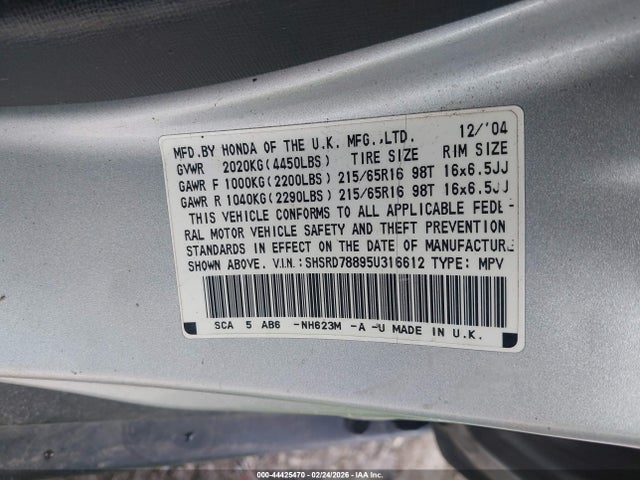 MFD.BY HONDA OF THE U.K. MFG.,LTD. 12/'04
GVWR 2020KG(4450LBS) TIRE SIZE RIM SIZE
GAWR F 1000KG(2200LBS) 215/65R16 98T 16x6.5JJ
GAWR R 1040KG(2290LBS) 215/65R16 98T 16x6.5JJ
THIS VEHICLE CONFORMS TO ALL APPLICABLE FEDE-
RAL MOTOR VEHICLE SAFETY AND THEFT PREVENTION
STANDARDS IN EFFECT ON THE DATE OF MANUFACTURE
SHOWN ABOVE. V.I.N.:SHSRD78895U316612 TYPE: MPV
SCA 5 AB6 -NH623M -A -U MADE IN U.K.
000-44425470 02/24/2026 - IAA Inc.